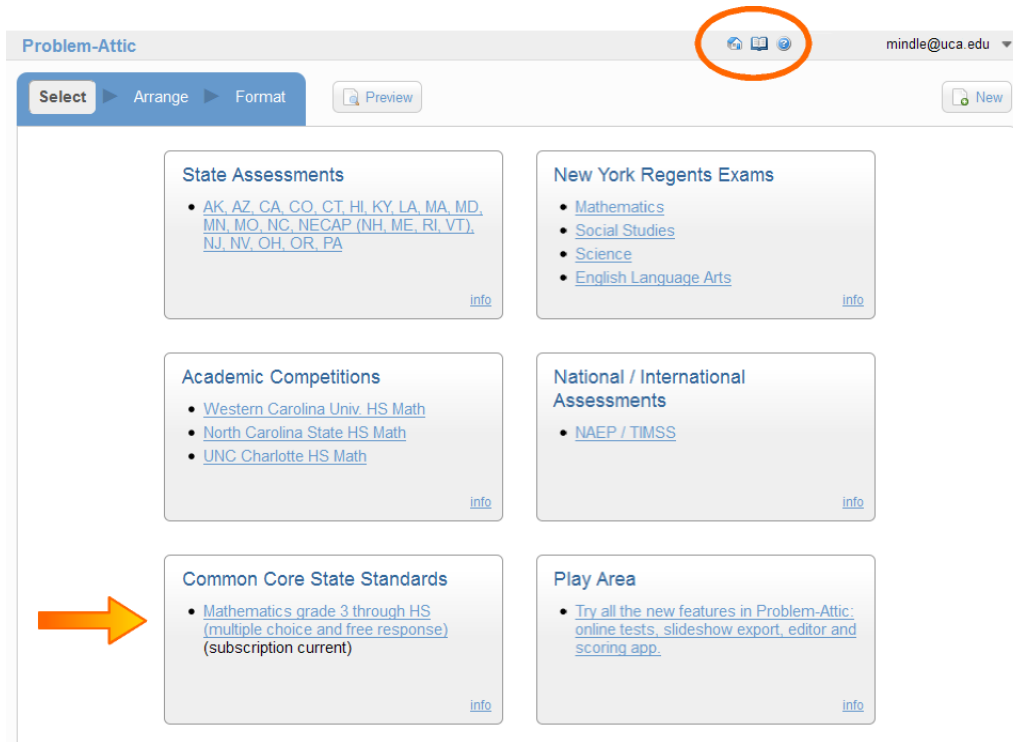 Problem-Attic
mindle@uca.edu
Select Arrange Format Preview New
State Assessments
• AK, AZ, CA, CO, CT, HI, KY, LA, MA, MD,
MN, MO, NC, NECAP (NH, ME, RI, VT),
NJ, NV, OH, OR, PA
info
New York Regents Exams
• Mathematics
• Social Studies
• Science
• English Language Arts
info
Academic Competitions
• Western Carolina Univ. HS Math
• North Carolina State HS Math
• UNC Charlotte HS Math
info
National / International
Assessments
• NAEP / TIMSS
info
Common Core State Standards
• Mathematics grade 3 through HS
(multiple choice and free response)
(subscription current)
info
Play Area
• Try all the new features in Problem-Attic:
online tests, slideshow export, editor and
scoring app.
info